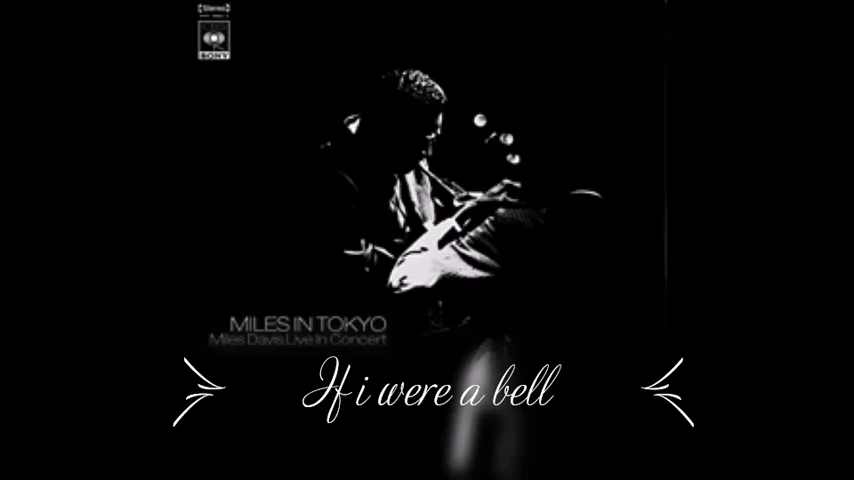 Stereo
SONY
MILES IN TOKYO
Miles Davis Live In Concert
If i were a bell